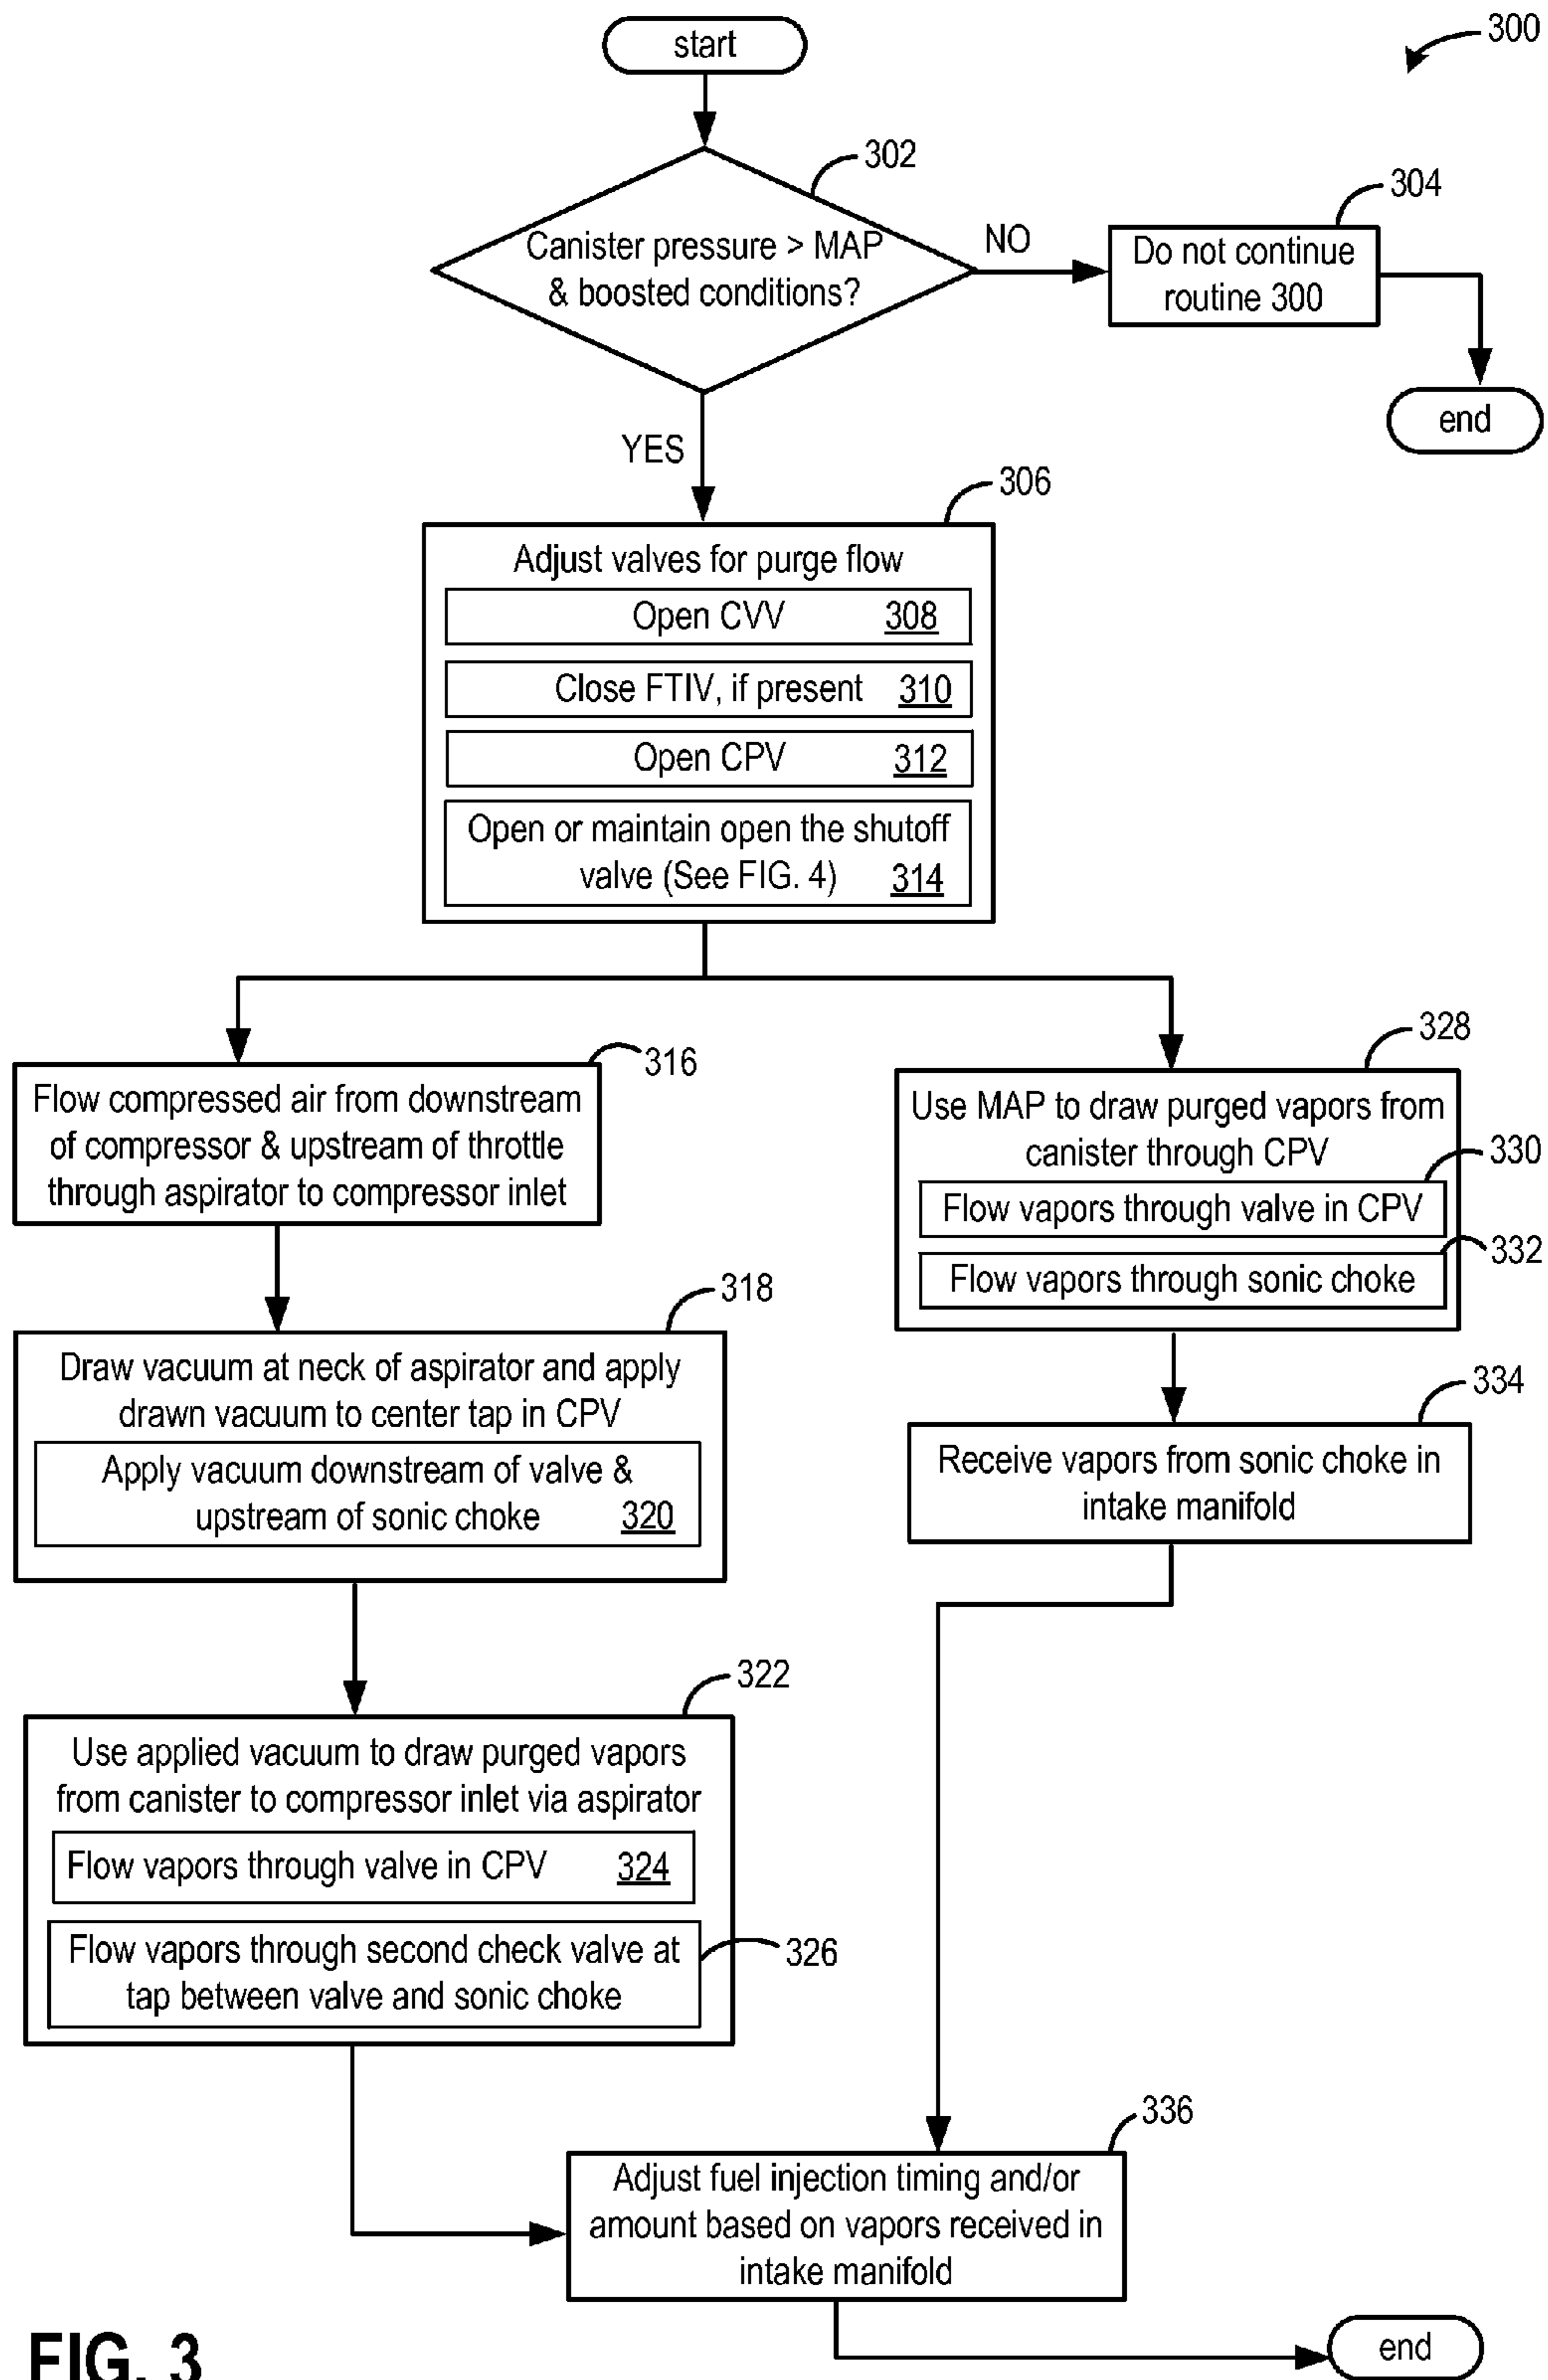 start
300
302
Canister pressure > MAP
& boosted conditions?
NO
304
Do not continue
routine 300
end
YES
306
Adjust valves for purge flow
Open CVV 308
Close FTIV, if present 310
Open CPV 312
Open or maintain open the shutoff
valve (See FIG. 4) 314
316
Flow compressed air from downstream
of compressor & upstream of throttle
through aspirator to compressor inlet
318
Draw vacuum at neck of aspirator and apply
drawn vacuum to center tap in CPV
Apply vacuum downstream of valve &
upstream of sonic choke 320
322
Use applied vacuum to draw purged vapors
from canister to compressor inlet via aspirator
Flow vapors through valve in CPV 324
Flow vapors through second check valve at
tap between valve and sonic choke
326
328
Use MAP to draw purged vapors from
canister through CPV
330
Flow vapors through valve in CPV
332
Flow vapors through sonic choke
334
Receive vapors from sonic choke in
intake manifold
336
Adjust fuel injection timing and/or
amount based on vapors received in
intake manifold
end
FIG. 3